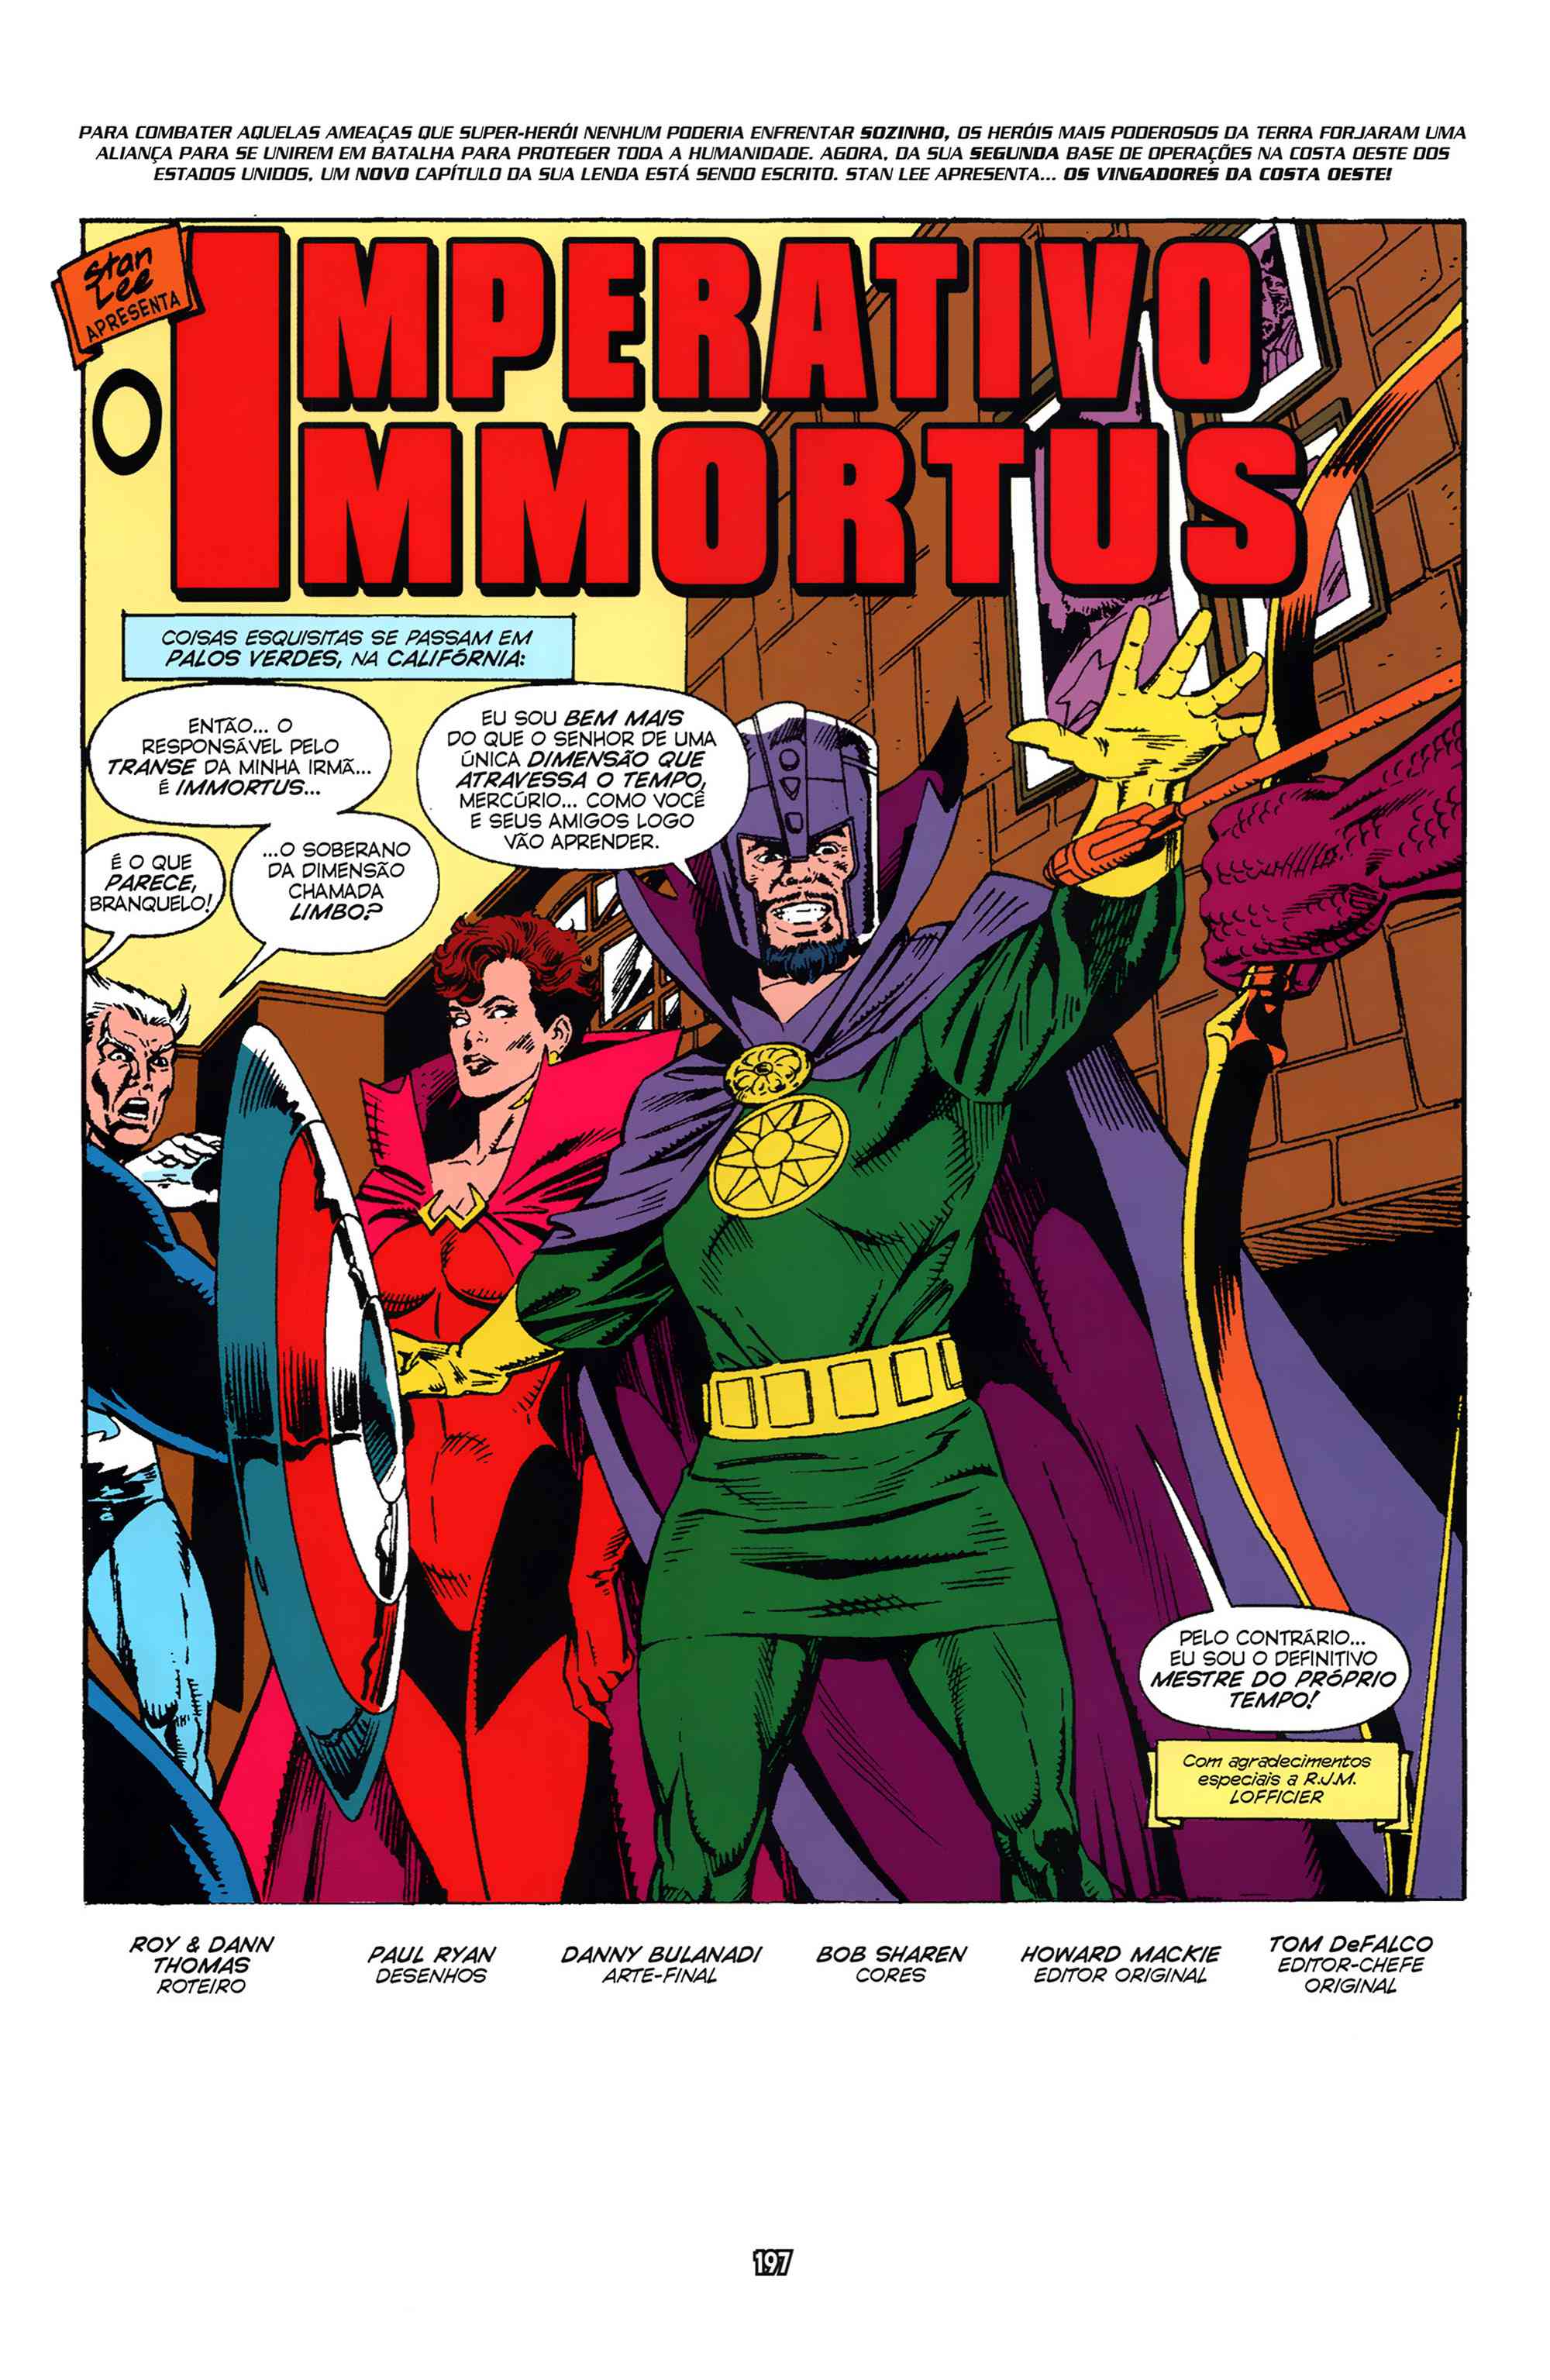 PARA COMBATER AQUELAS AMEAÇAS QUE SUPER-HERÓI NENHUM PODERIA ENFRENTAR SOZINHO, OS HERÓIS MAIS PODEROSOS DA TERRA FORJARAM UMA
ALIANÇA PARA SE UNIREM EM BATALHA PARA PROTEGER TODA A HUMANIDADE. AGORA, DA SUA SEGUNDA BASE DE OPERAÇÕES NA COSTA OESTE DOS
ESTADOS UNIDOS, UM NOVO CAPÍTULO DA SUA LENDA ESTÁ SENDO ESCRITO. STAN LEE APRESENTA... OS VINGADORES DA COSTA OESTE!
Stan
Lee
APRESENTA
O IMPERATIVO
IMMORTUS
COISAS ESQUISITAS SE PASSAM EM
PALOS VERDES, NA CALIFÓRNIA:
ENTÃO... O
RESPONSÁVEL PELO
TRANSE DA MINHA IRMÃ...
É IMMORTUS...
...O SOBERANO
DA DIMENSÃO
CHAMADA
LIMBO?
É O QUE
PARECE,
BRANQUELO!
EU SOU BEM MAIS
DO QUE O SENHOR DE UMA
ÚNICA DIMENSÃO QUE
ATRAVESSA O TEMPO,
MERCÚRIO... COMO VOCÊ
E SEUS AMIGOS LOGO
VÃO APRENDER.
PELO CONTRÁRIO...
EU SOU O DEFINITIVO
MESTRE DO PRÓPRIO
TEMPO!
Com agradecimentos
especiais a R.J.M.
LOFFICIER
ROY & DANN
THOMAS
ROTEIRO
PAUL RYAN
DESENHOS
DANNY BULANADI
ARTE-FINAL
BOB SHAREN
CORES
HOWARD MACKIE
EDITOR ORIGINAL
TOM DeFALCO
EDITOR-CHEFE
ORIGINAL
197